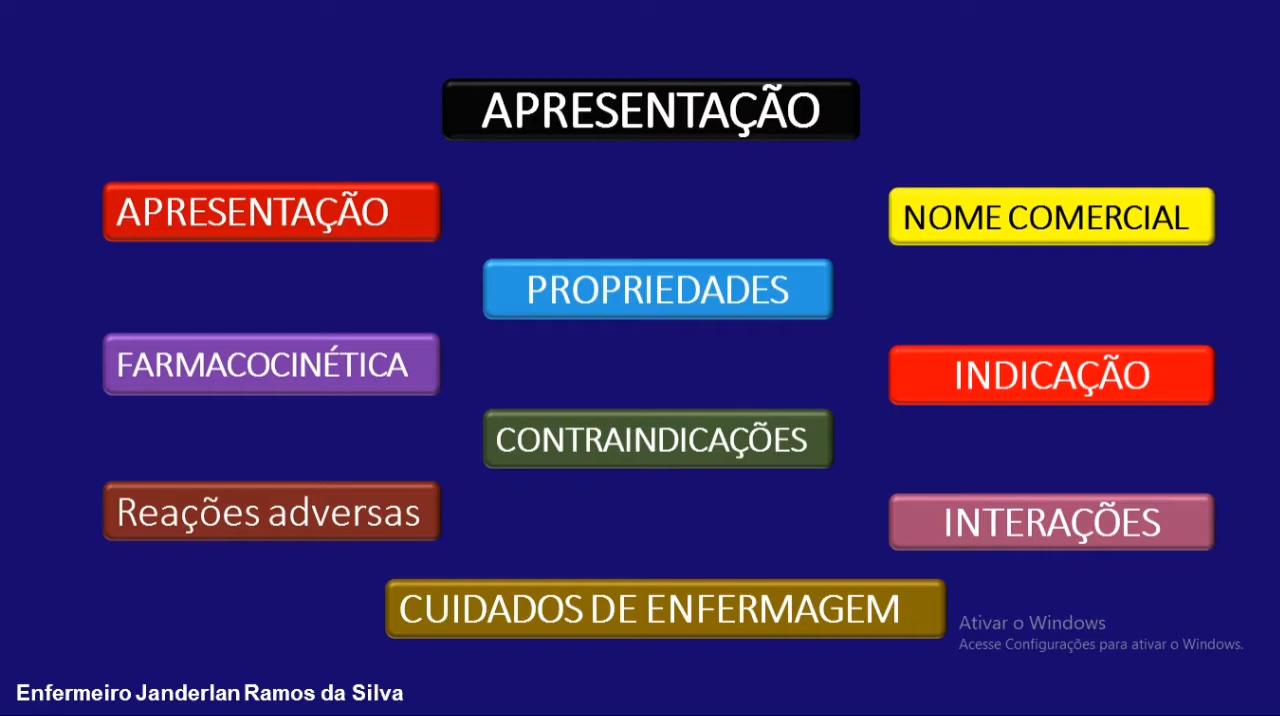 APRESENTAÇÃO
APRESENTAÇÃO
NOME COMERCIAL
PROPRIEDADES
FARMACOCINÉTICA
INDICAÇÃO
CONTRAINDICAÇÕES
Reações adversas
INTERAÇÕES
CUIDADOS DE ENFERMAGEM
Ativar o Windows
Acesse Configurações para ativar o Windows.
Enfermeiro Janderlan Ramos da Silva